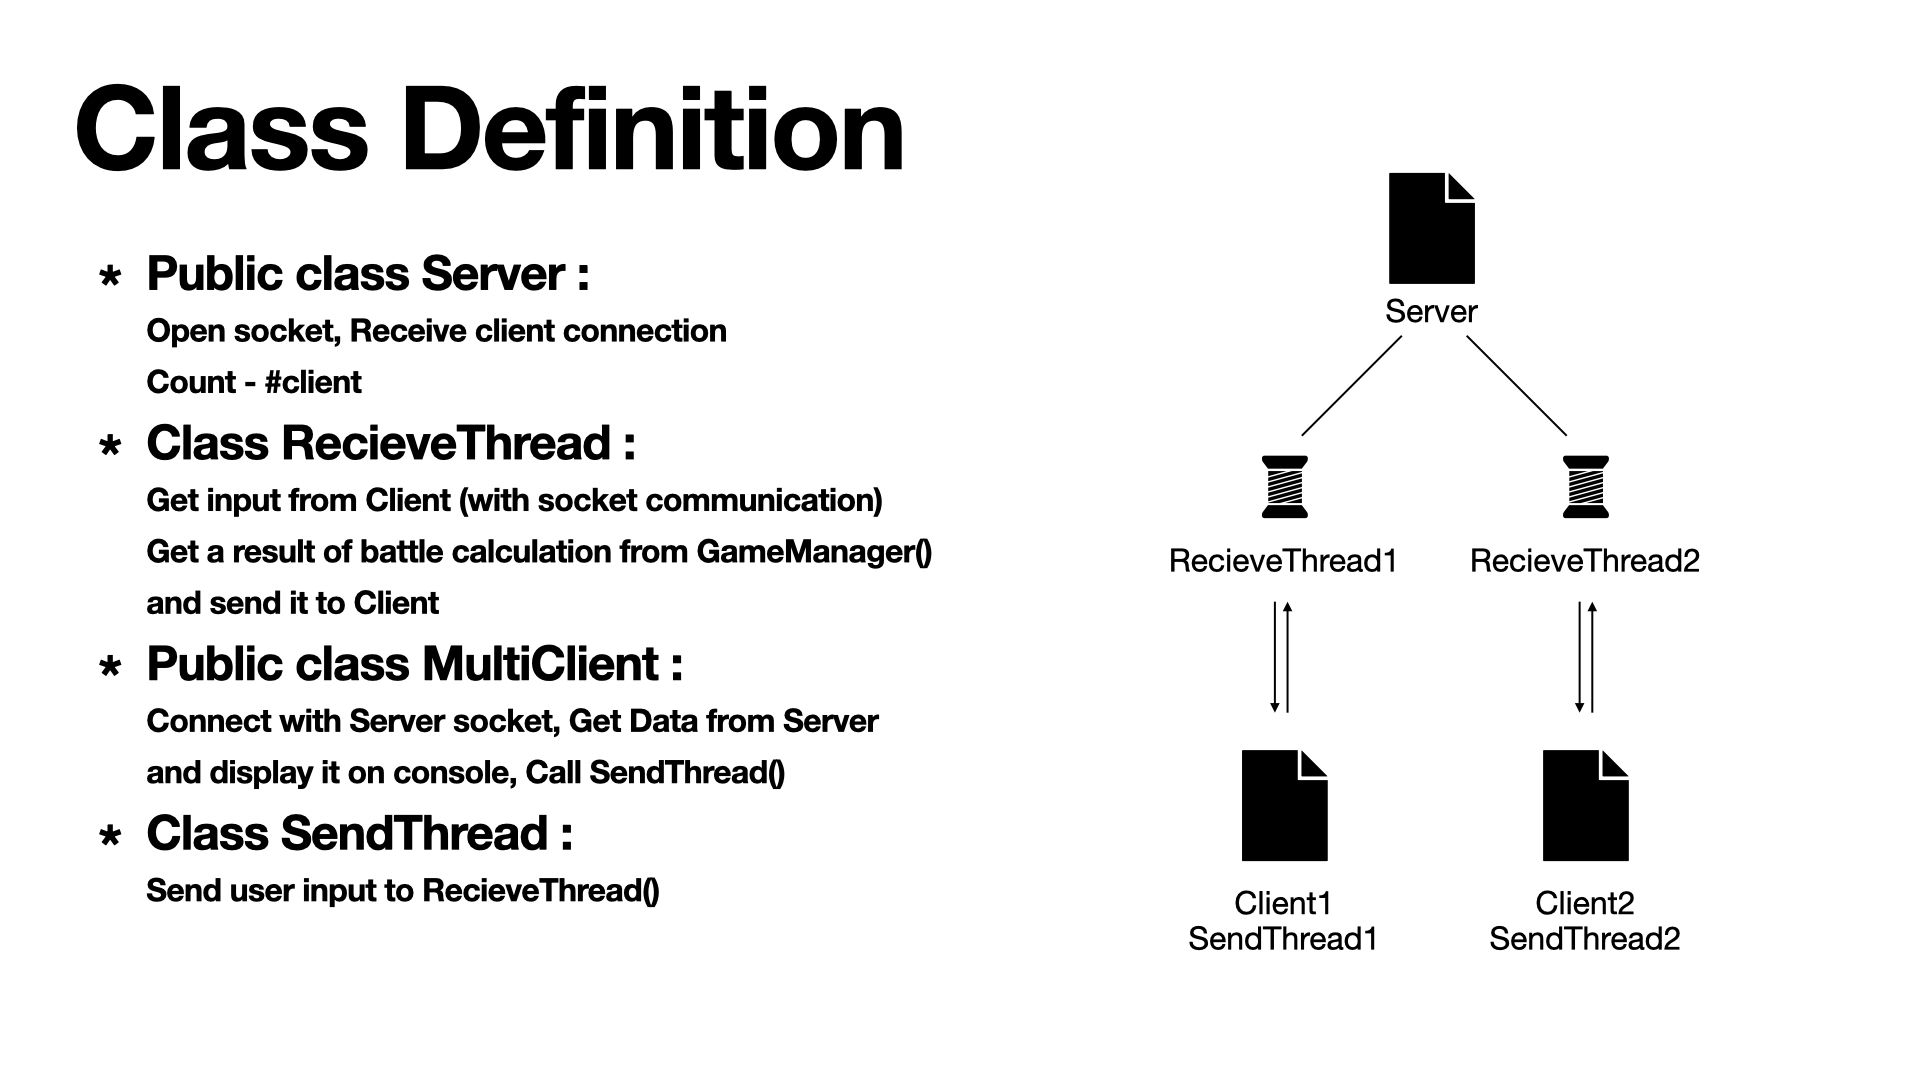 Class Definition
* Public class Server :
Open socket, Receive client connection
Count - #client
* Class RecieveThread :
Get input from Client (with socket communication)
Get a result of battle calculation from GameManager()
and send it to Client
* Public class MultiClient :
Connect with Server socket, Get Data from Server
and display it on console, Call SendThread()
* Class SendThread :
Send user input to RecieveThread()
Server
RecieveThread1
RecieveThread2
Client1
SendThread1
Client2
SendThread2